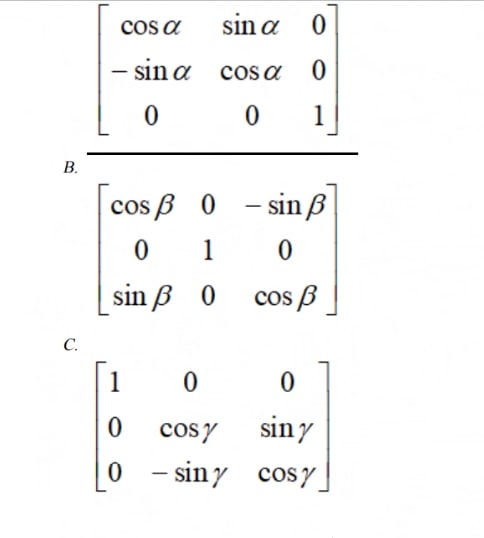 cos α sin α 0
− sin α cos α 0
0 0 1
B.
cos β 0 − sin β
0 1 0
sin β 0 cos β
C.
1 0 0
0 cos γ sin γ
0 − sin γ cos γ